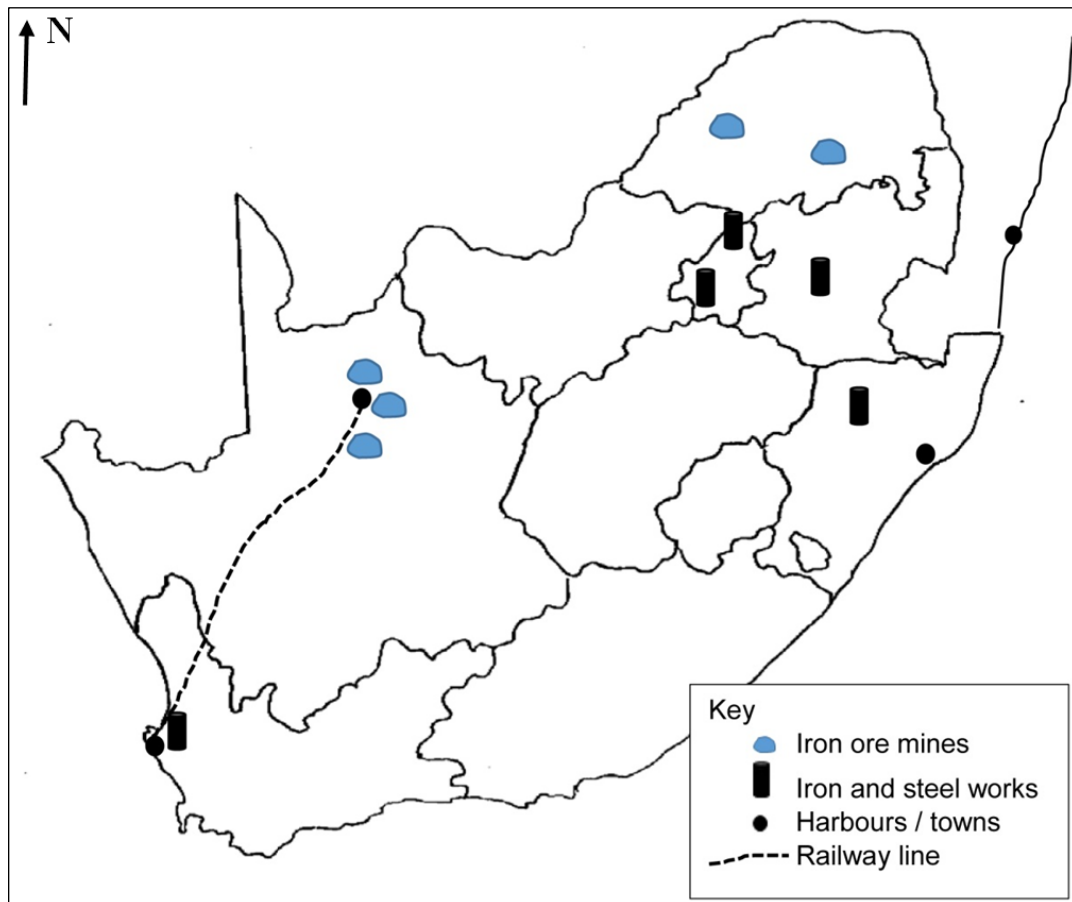 N
Key
Iron ore mines
Iron and steel works
Harbours / towns
Railway line